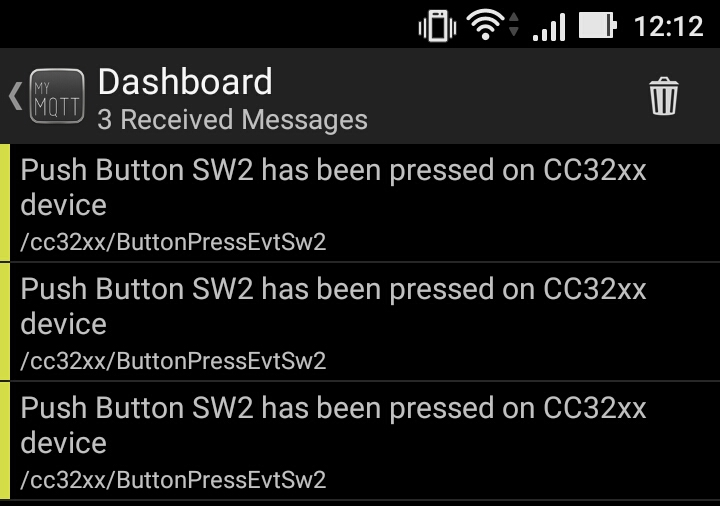 12:12
MY
MQTT
Dashboard
3 Received Messages
Push Button SW2 has been pressed on CC32xx
device
/cc32xx/ButtonPressEvtSw2
Push Button SW2 has been pressed on CC32xx
device
/cc32xx/ButtonPressEvtSw2
Push Button SW2 has been pressed on CC32xx
device
/cc32xx/ButtonPressEvtSw2